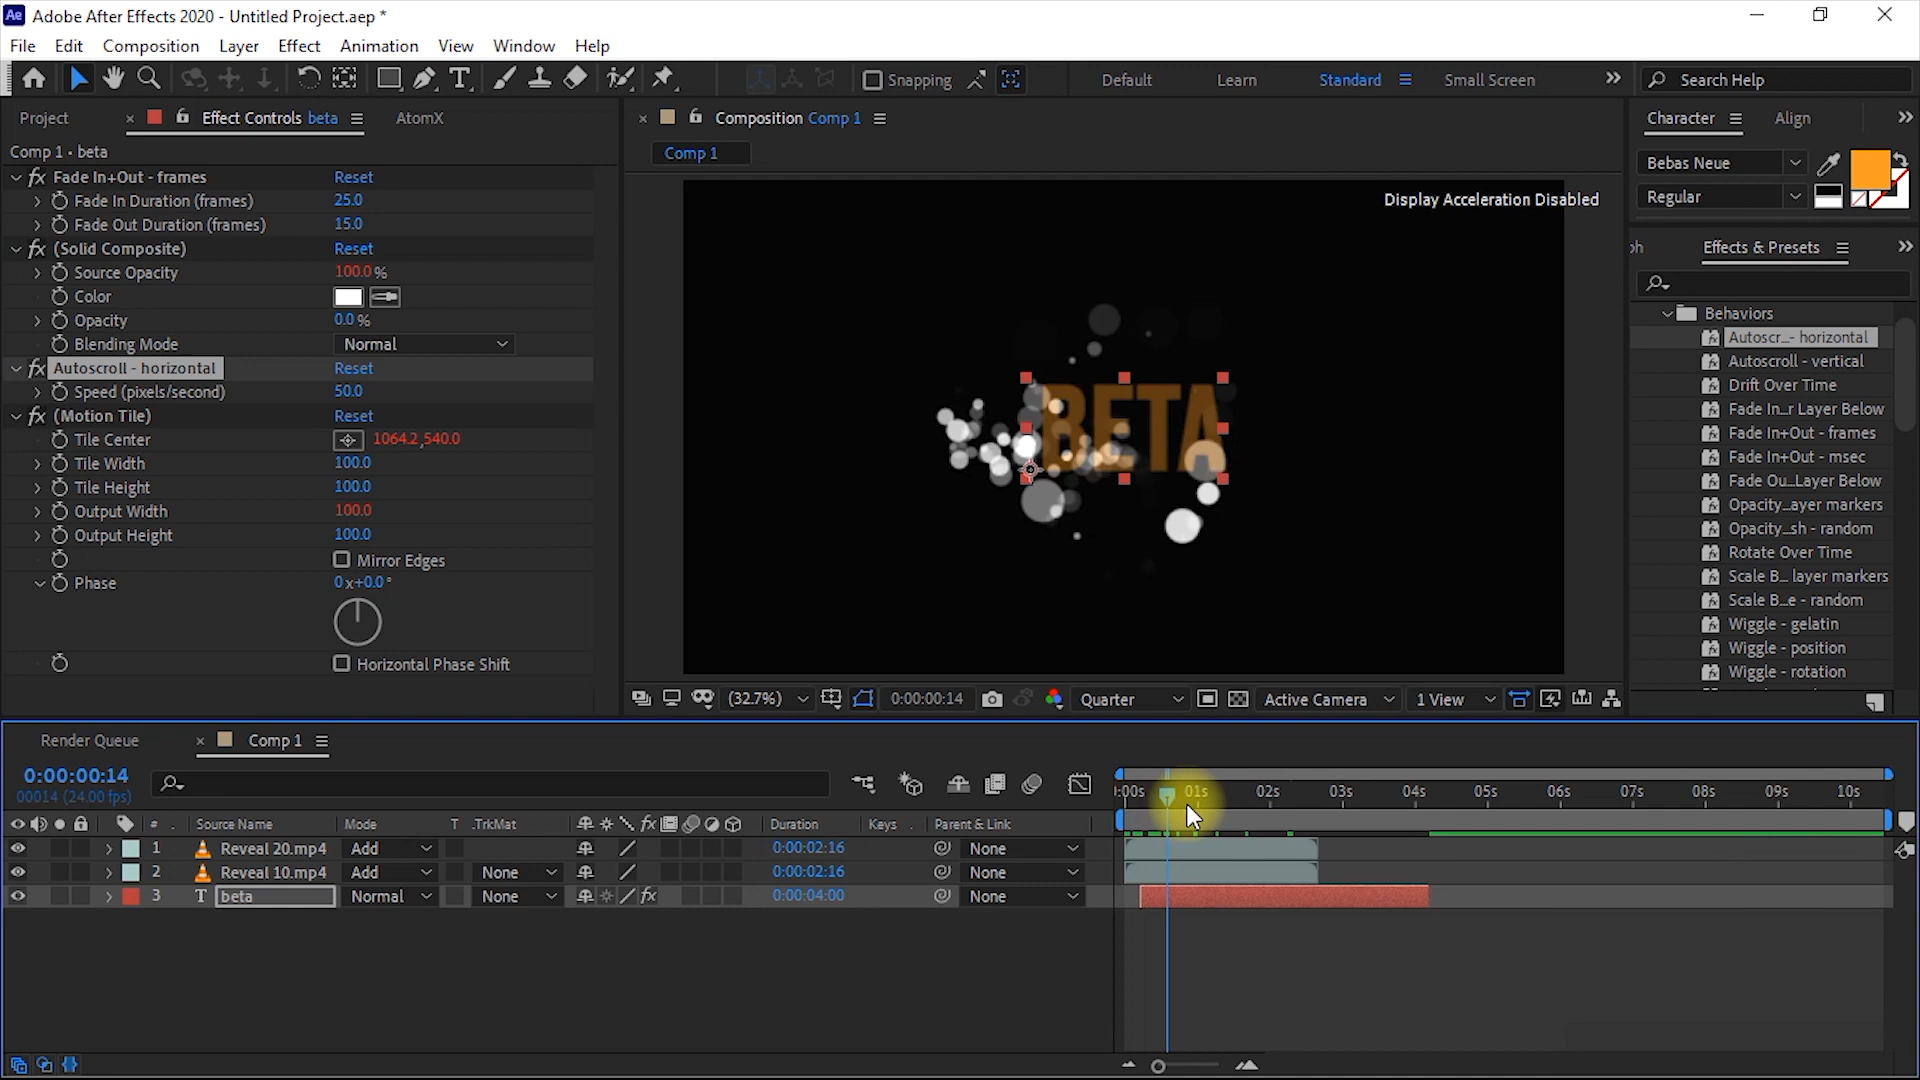 Ae Adobe After Effects 2020 - Untitled Project.aep *
File Edit Composition Layer Effect Animation View Window Help
Snapping Default Learn Standard Small Screen Search Help
Project Effect Controls beta AtomX
Composition Comp 1
Character Align
Comp 1 • beta
Comp 1
Bebas Neue
Regular
Display Acceleration Disabled
fx Fade In+Out - frames Reset
Fade In Duration (frames) 25.0
Fade Out Duration (frames) 15.0
fx (Solid Composite) Reset
Source Opacity 100.0 %
Color
Opacity 0.0 %
Blending Mode Normal
fx Autoscroll - horizontal Reset
Speed (pixels/second) 50.0
fx (Motion Tile) Reset
Tile Center 1064.2,540.0
Tile Width 100.0
Tile Height 100.0
Output Width 100.0
Output Height 100.0
Mirror Edges
Phase 0x+0.0°
Horizontal Phase Shift
BETA
ph Effects & Presets
Behaviors
Autoscr...- horizontal
Autoscroll - vertical
Drift Over Time
Fade In...r Layer Below
Fade In+Out - frames
Fade In+Out - msec
Fade Ou...Layer Below
Opacity...ayer markers
Opacity...sh - random
Rotate Over Time
Scale B... layer markers
Scale B...e - random
Wiggle - gelatin
Wiggle - position
Wiggle - rotation
(32.7%) 0:00:00:14 Quarter Active Camera 1 View
Render Queue Comp 1
0:00:00:14
00014 (24.00 fps)
:00s 01s 02s 03s 04s 05s 06s 07s 08s 09s 10s
# Source Name Mode T .TrkMat fx Duration Keys Parent & Link
1 Reveal 20.mp4 Add 0:00:02:16 None
2 Reveal 10.mp4 Add None 0:00:02:16 None
3 T beta Normal None fx 0:00:04:00 None